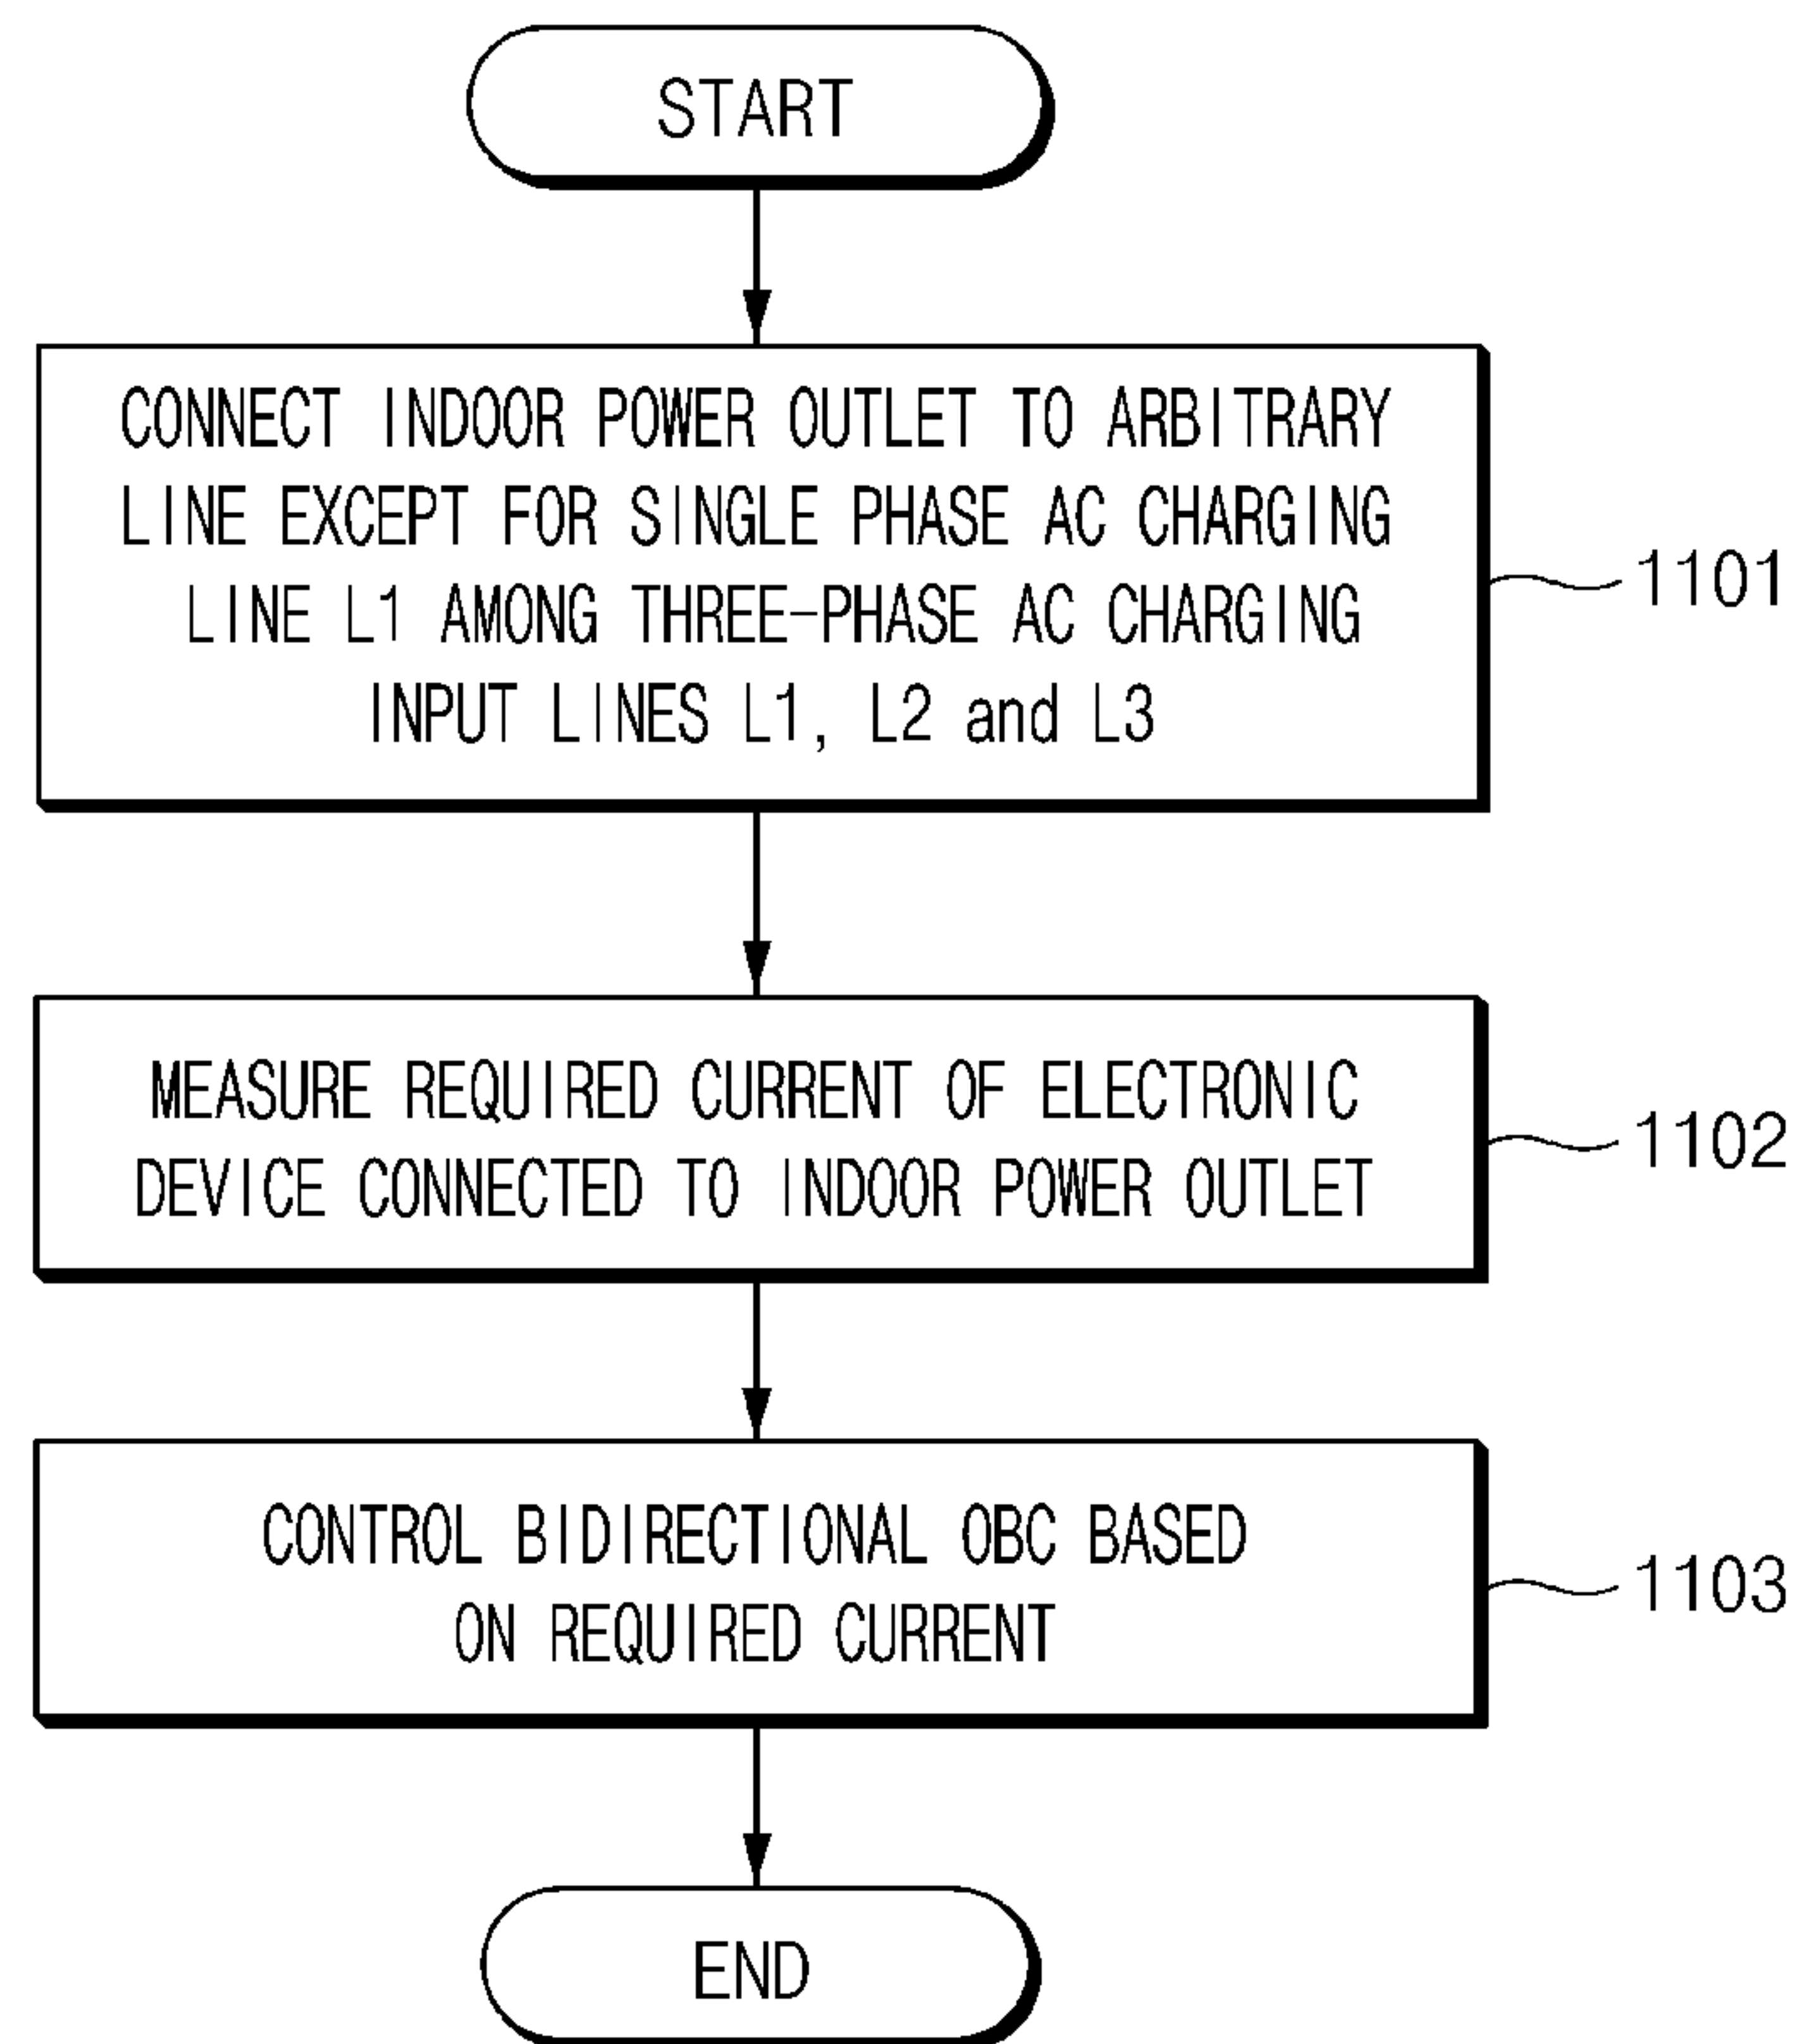 START
CONNECT INDOOR POWER OUTLET TO ARBITRARY
LINE EXCEPT FOR SINGLE PHASE AC CHARGING
LINE L1 AMONG THREE-PHASE AC CHARGING
INPUT LINES L1, L2 and L3
1101
MEASURE REQUIRED CURRENT OF ELECTRONIC
DEVICE CONNECTED TO INDOOR POWER OUTLET
1102
CONTROL BIDIRECTIONAL OBC BASED
ON REQUIRED CURRENT
1103
END